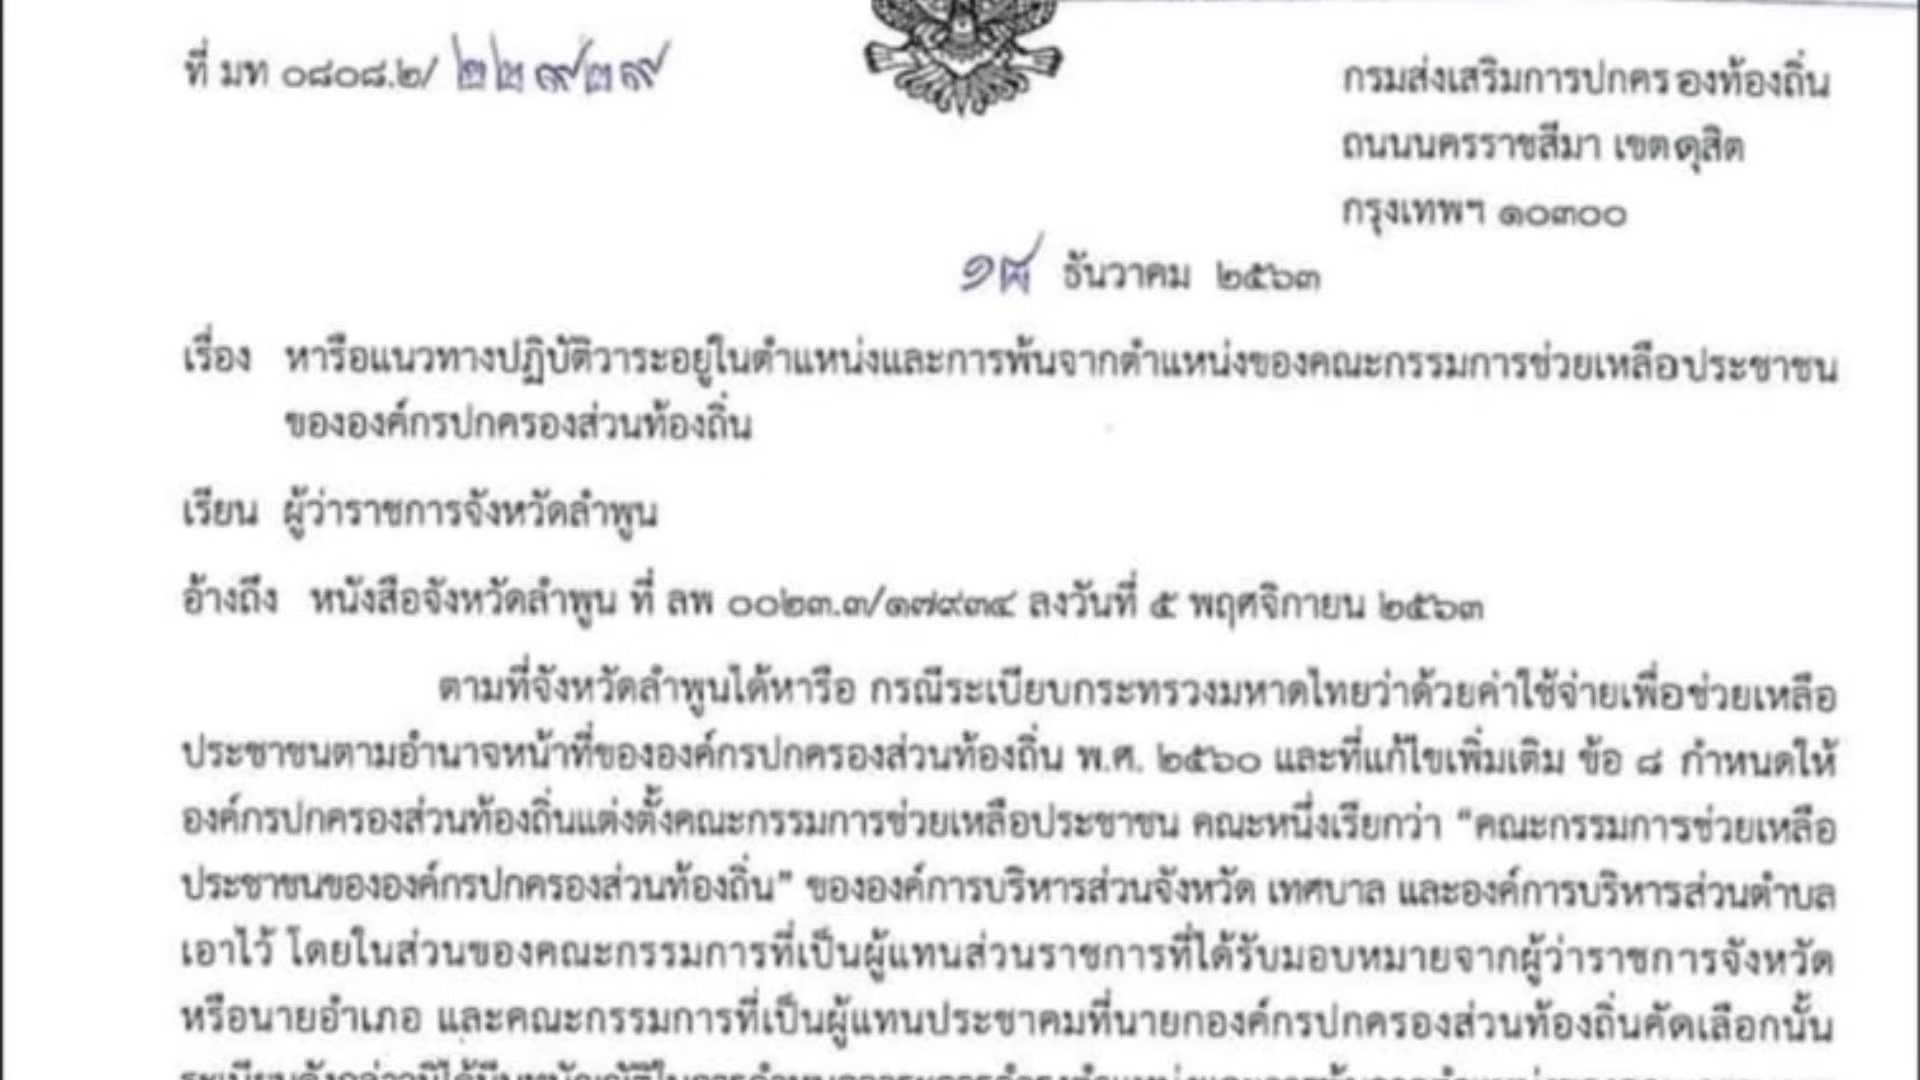 ที่ มท ๐๘๐๘.๒/ ๒๒๙๒๙
กรมส่งเสริมการปกครองท้องถิ่น
ถนนนครราชสีมา เขตดุสิต
กรุงเทพฯ ๑๐๓๐๐
๑๘ ธันวาคม ๒๕๖๓
เรื่อง หารือแนวทางปฏิบัติวาระอยู่ในตำแหน่งและการพ้นจากตำแหน่งของคณะกรรมการช่วยเหลือประชาชน
ขององค์กรปกครองส่วนท้องถิ่น
เรียน ผู้ว่าราชการจังหวัดลำพูน
อ้างถึง หนังสือจังหวัดลำพูน ที่ ลพ ๐๐๒๓.๓/๑๗๙๓๔ ลงวันที่ ๕ พฤศจิกายน ๒๕๖๓
ตามที่จังหวัดลำพูนได้หารือ กรณีระเบียบกระทรวงมหาดไทยว่าด้วยค่าใช้จ่ายเพื่อช่วยเหลือ
ประชาชนตามอำนาจหน้าที่ขององค์กรปกครองส่วนท้องถิ่น พ.ศ. ๒๕๖๐ และที่แก้ไขเพิ่มเติม ข้อ ๘ กำหนดให้
องค์กรปกครองส่วนท้องถิ่นแต่งตั้งคณะกรรมการช่วยเหลือประชาชน คณะหนึ่งเรียกว่า "คณะกรรมการช่วยเหลือ
ประชาชนขององค์กรปกครองส่วนท้องถิ่น" ขององค์การบริหารส่วนจังหวัด เทศบาล และองค์การบริหารส่วนตำบล
เอาไว้ โดยในส่วนของคณะกรรมการที่เป็นผู้แทนส่วนราชการที่ได้รับมอบหมายจากผู้ว่าราชการจังหวัด
หรือนายอำเภอ และคณะกรรมการที่เป็นผู้แทนประชาคมที่นายกองค์กรปกครองส่วนท้องถิ่นคัดเลือกนั้น